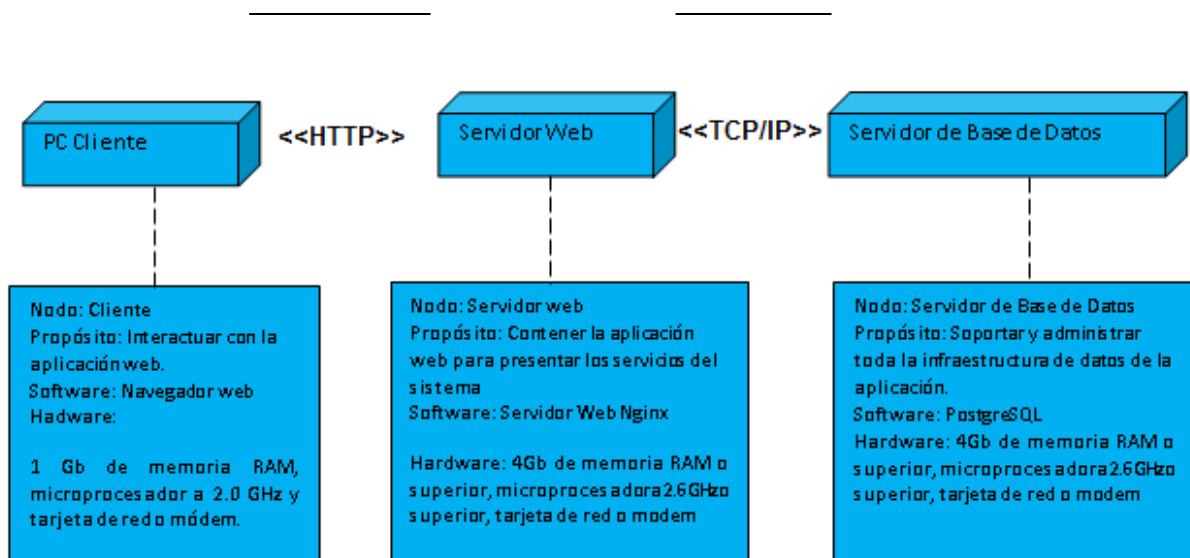 PC Cliente
<<HTTP>>
Servidor Web
<<TCP/IP>>
Servidor de Base de Datos
Nodo: Cliente
Propósito: Interactuar con la
aplicación web.
Software: Navegador web
Hadware:
1 Gb de memoria RAM,
microprocesador a 2.0 GHz y
tarjeta de red o módem.
Nodo: Servidor web
Propósito: Contener la aplicación
web para presentar los servicios del
sistema
Software: Servidor Web Nginx
Hardware: 4Gb de memoria RAM o
superior, microprocesador a 2.6GHz o
superior, tarjeta de red o modem
Nodo: Servidor de Base de Datos
Propósito: Soportar y administrar
toda la infraestructura de datos de la
aplicación.
Software: PostgreSQL
Hardware: 4Gb de memoria RAM o
superior, microprocesador a 2.6GHz o
superior, tarjeta de red o modem